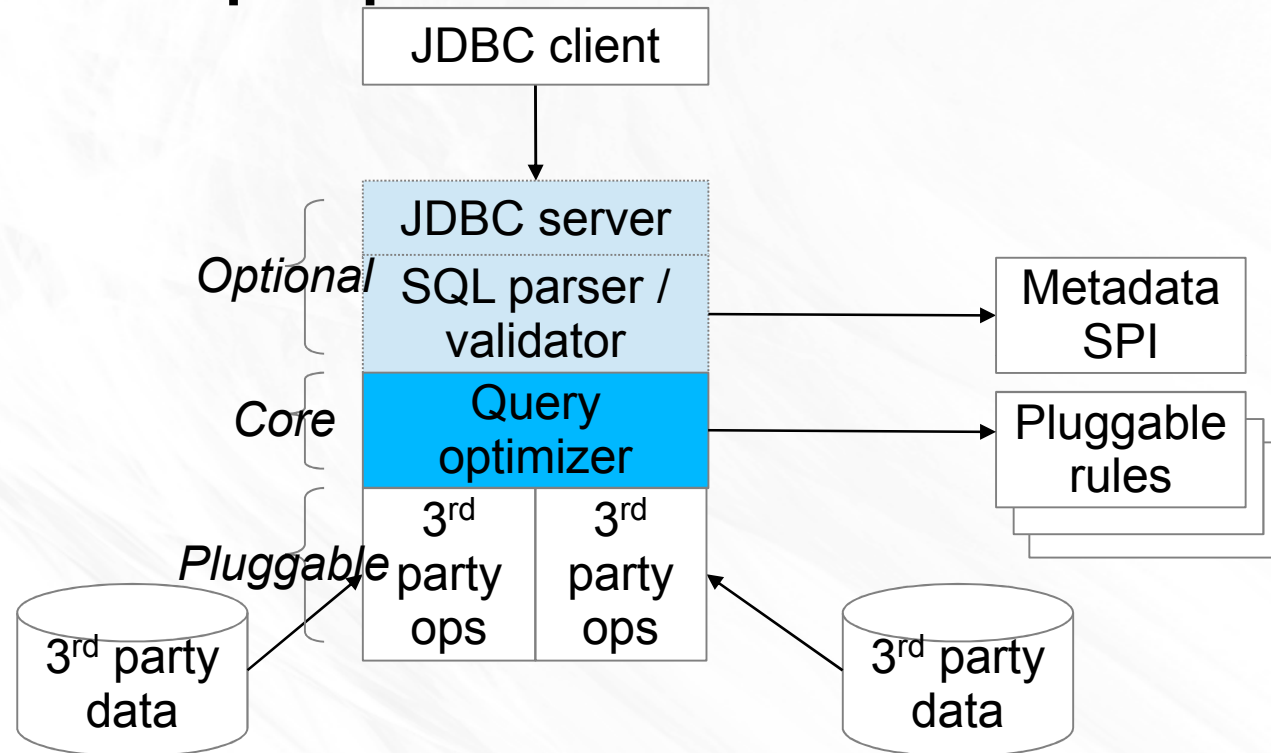 JDBC client
JDBC server
Optional
SQL parser /
validator
Metadata
SPI
Core
Query
optimizer
Pluggable
rules
Pluggable
3rd
party
ops
3rd
party
ops
3rd party
data
3rd party
data